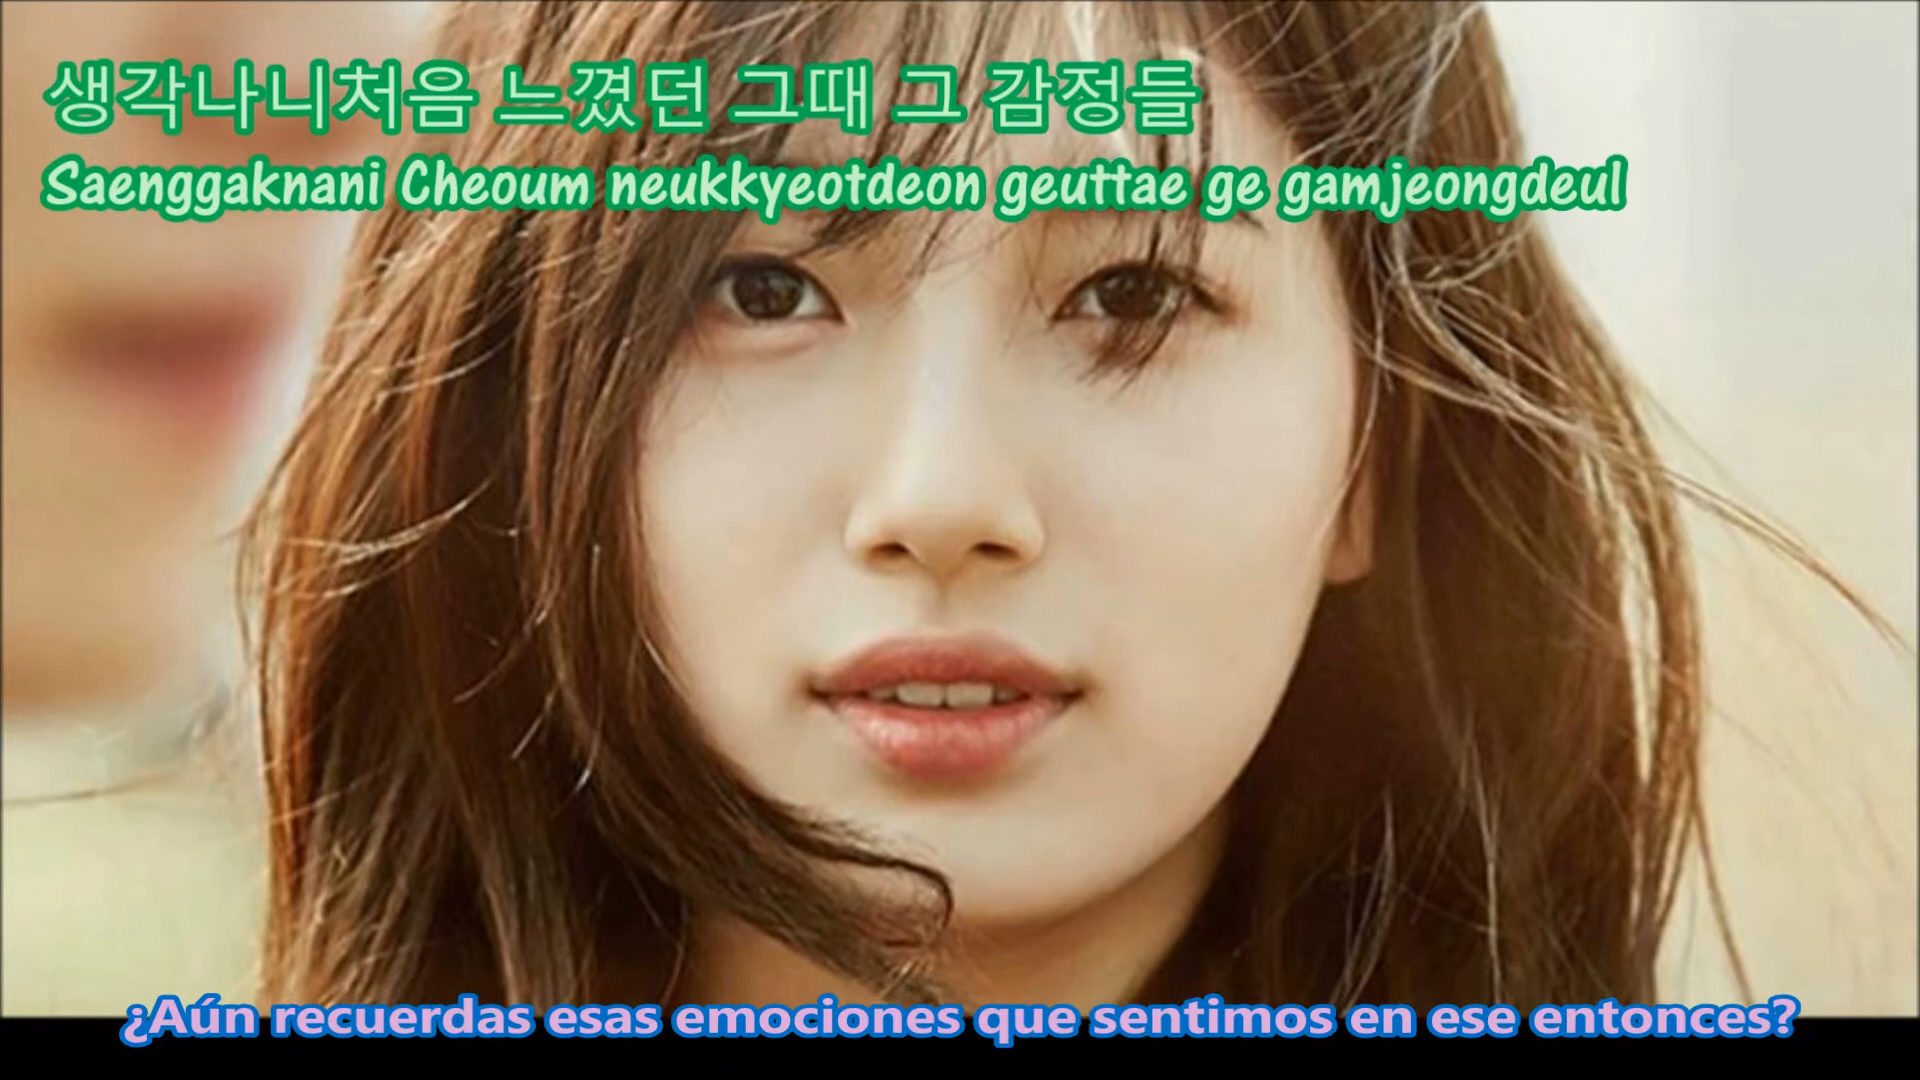 생각나니처음 느꼈던 그때 그 감정들
Saenggaknani Cheoum neukkyeotdeon geuttae ge gamjeongdeul
¿Aún recuerdas esas emociones que sentimos en ese entonces?